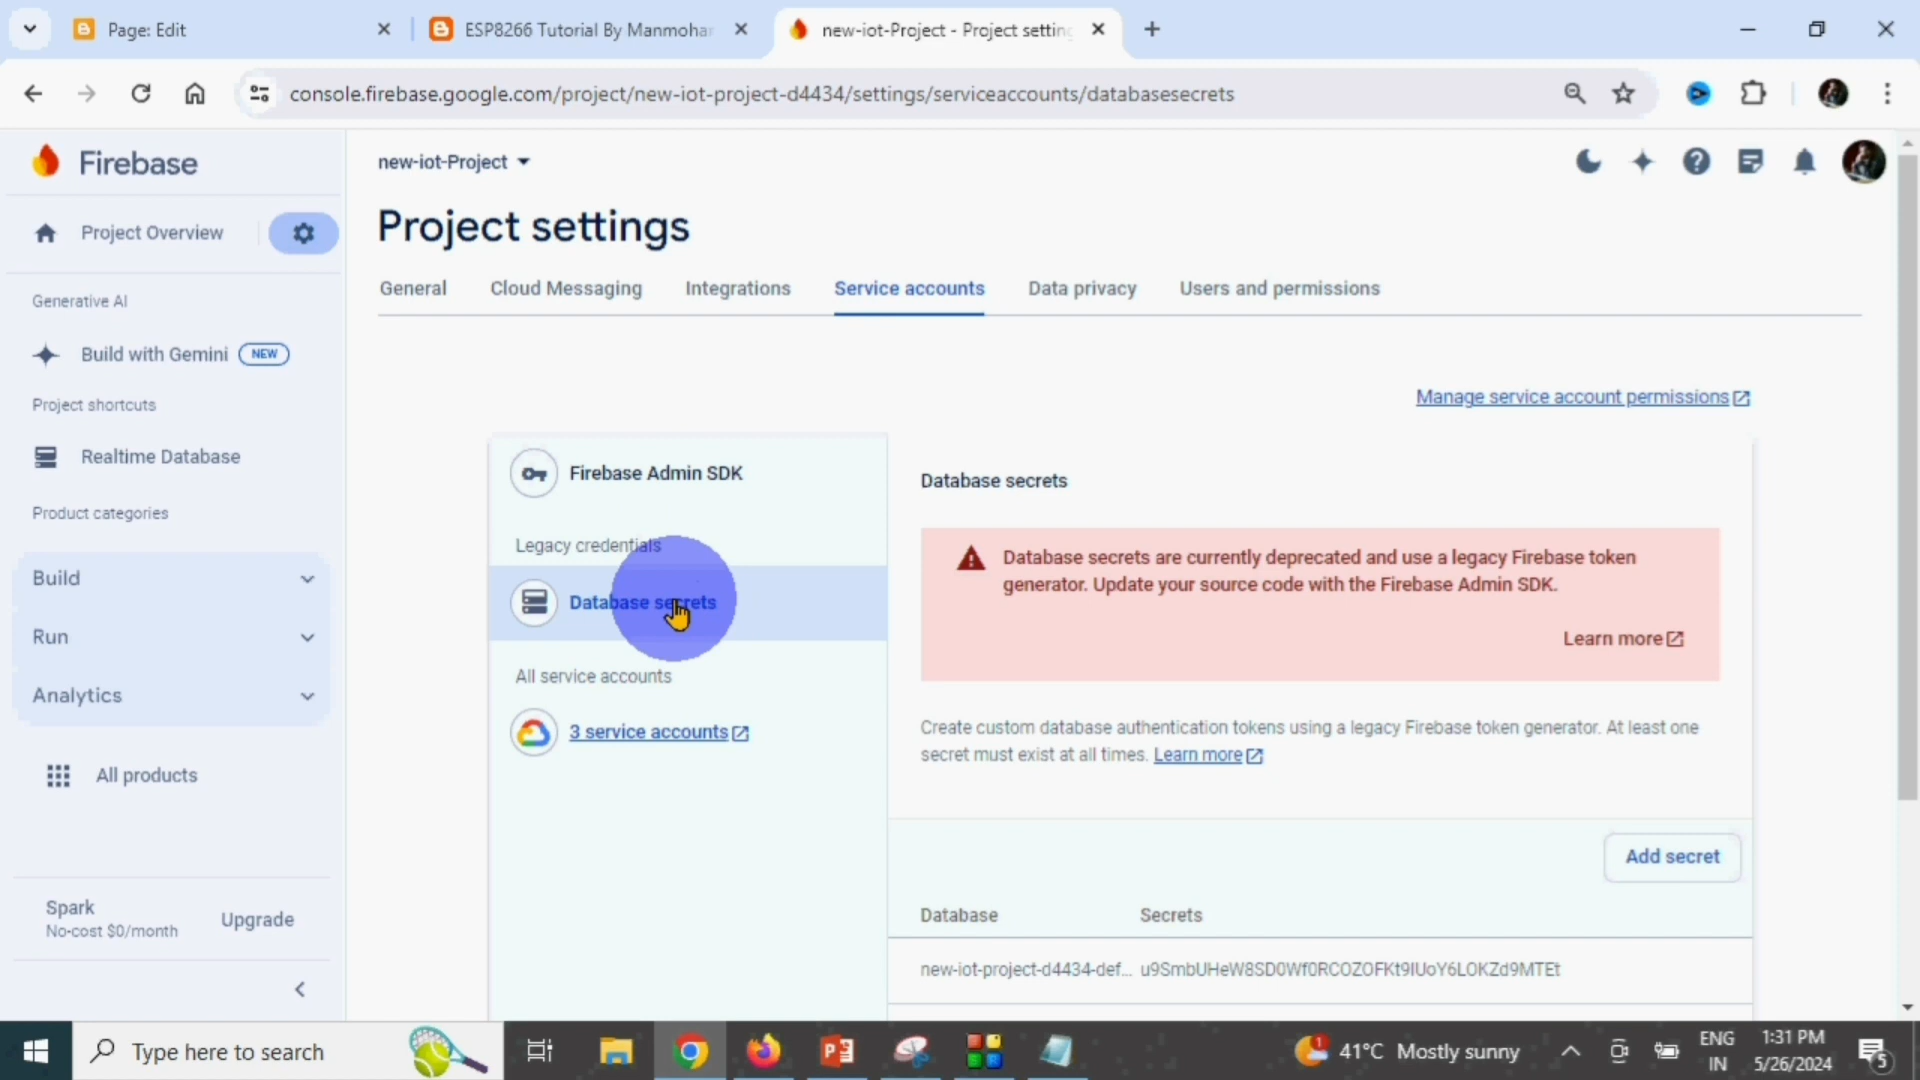 Page: Edit
ESP8266 Tutorial By Manmohan
new-iot-Project - Project setting
console.firebase.google.com/project/new-iot-project-d4434/settings/serviceaccounts/databasesecrets
Firebase
new-iot-Project
Project Overview
Project settings
General Cloud Messaging Integrations Service accounts Data privacy Users and permissions
Generative AI
Build with Gemini NEW
Project shortcuts
Realtime Database
Product categories
Build
Run
Analytics
All products
Spark
No-cost $0/month
Upgrade
Manage service account permissions
Firebase Admin SDK
Legacy credentials
Database secrets
All service accounts
3 service accounts
Database secrets
Database secrets are currently deprecated and use a legacy Firebase token
generator. Update your source code with the Firebase Admin SDK.
Learn more
Create custom database authentication tokens using a legacy Firebase token generator. At least one
secret must exist at all times. Learn more
Add secret
Database Secrets
new-iot-project-d4434-def...
Type here to search
1
41°C Mostly sunny
ENG
IN
1:31 PM
5/26/2024
5